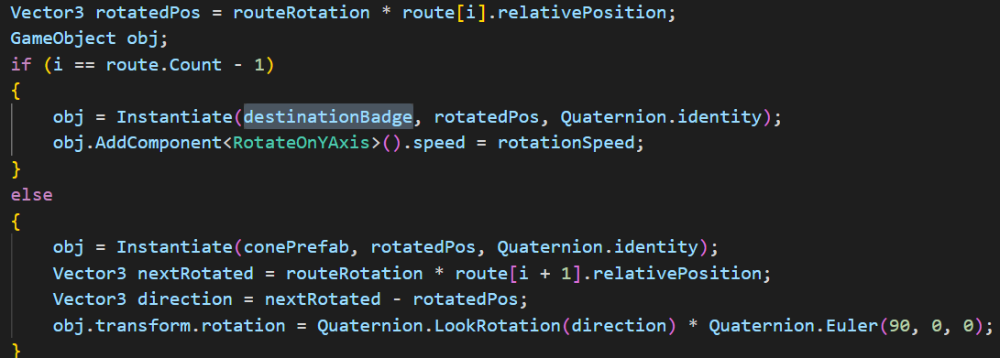 Vector3 rotatedPos = routeRotation * route[i].relativePosition;
GameObject obj;
if (i == route.Count - 1)
{
    obj = Instantiate(destinationBadge, rotatedPos, Quaternion.identity);
    obj.AddComponent<RotateOnYAxis>().speed = rotationSpeed;
}
else
{
    obj = Instantiate(conePrefab, rotatedPos, Quaternion.identity);
    Vector3 nextRotated = routeRotation * route[i + 1].relativePosition;
    Vector3 direction = nextRotated - rotatedPos;
    obj.transform.rotation = Quaternion.LookRotation(direction) * Quaternion.Euler(90, 0, 0);
}